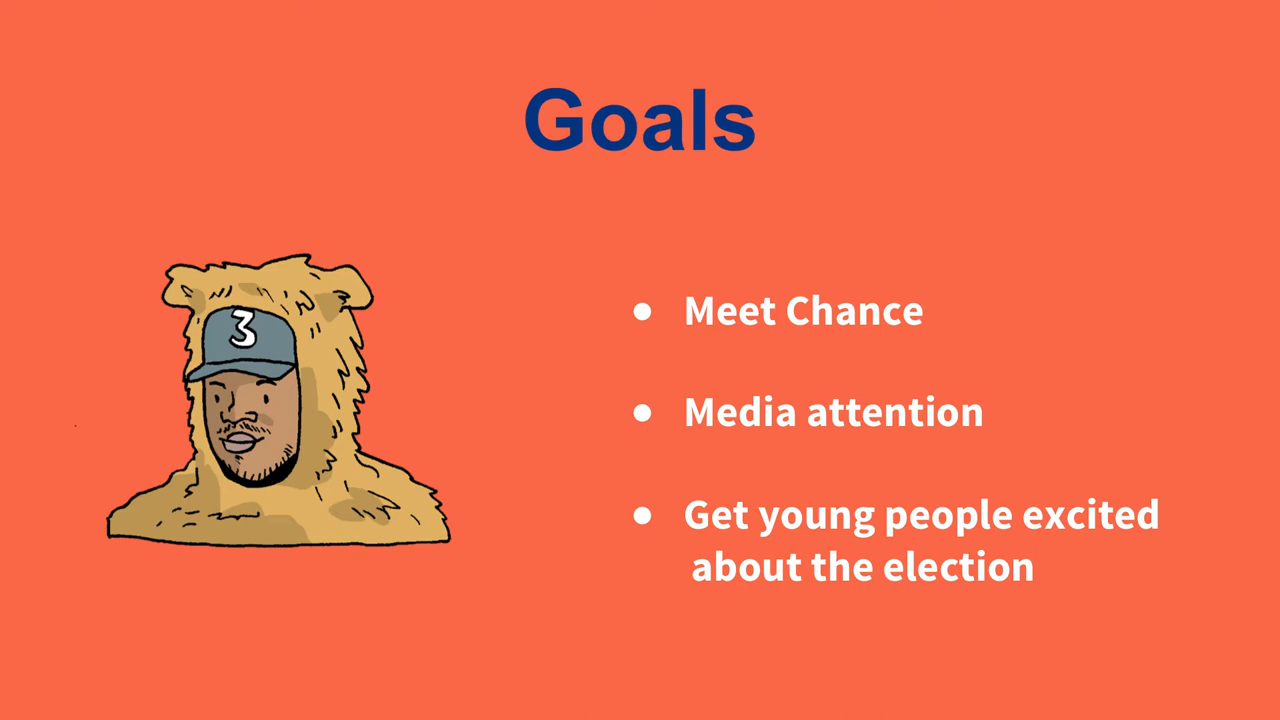 Goals
3
● Meet Chance
● Media attention
● Get young people excited
about the election